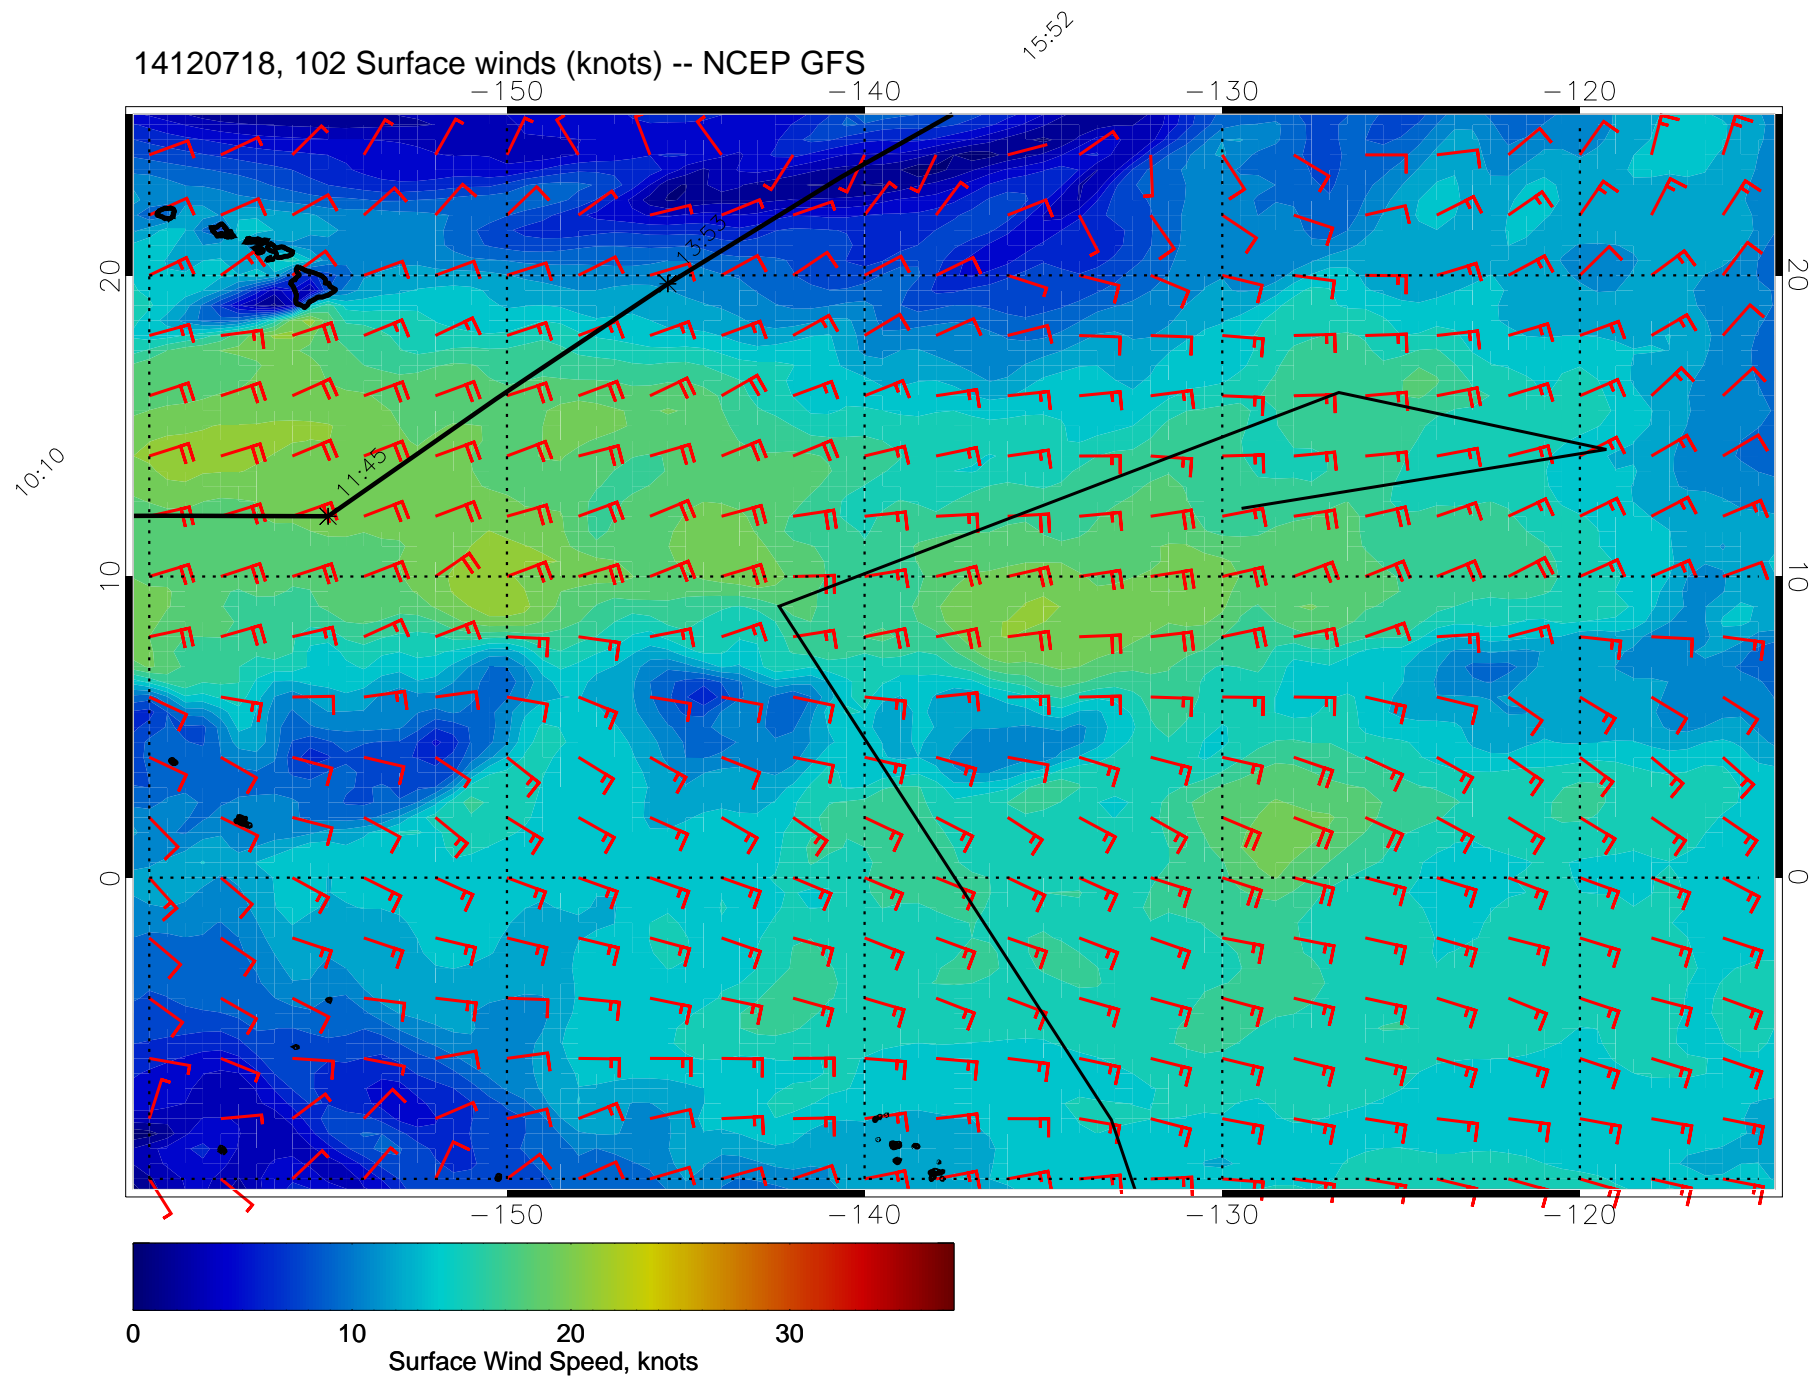 15:52
14120718, 102 Surface winds (knots) -- NCEP GFS
−150 −140 −130 −120
13:53
20 20
11:45
10:10
10 10
0 0
−150 −140 −130 −120
0 10 20 30
Surface Wind Speed, knots